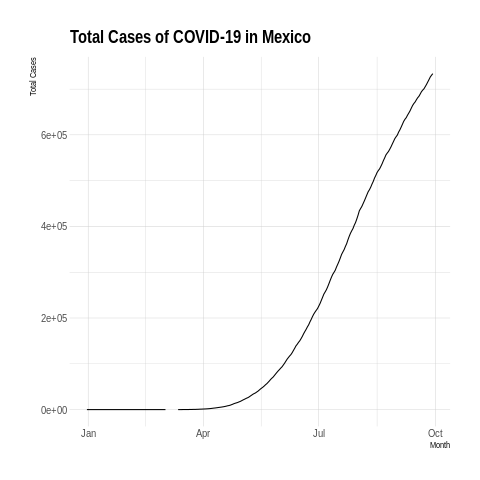 Total Cases of COVID-19 in Mexico
Total Cases
6e+05
4e+05
2e+05
0e+00
Jan Apr Jul Oct
Month